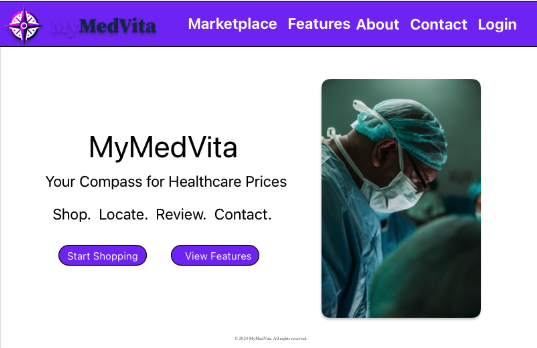 MyMedVita
Marketplace Features About Contact Login
MyMedVita
Your Compass for Healthcare Prices
Shop. Locate. Review. Contact.
Start Shopping
View Features
© 2023 MyMedVita. All rights reserved.